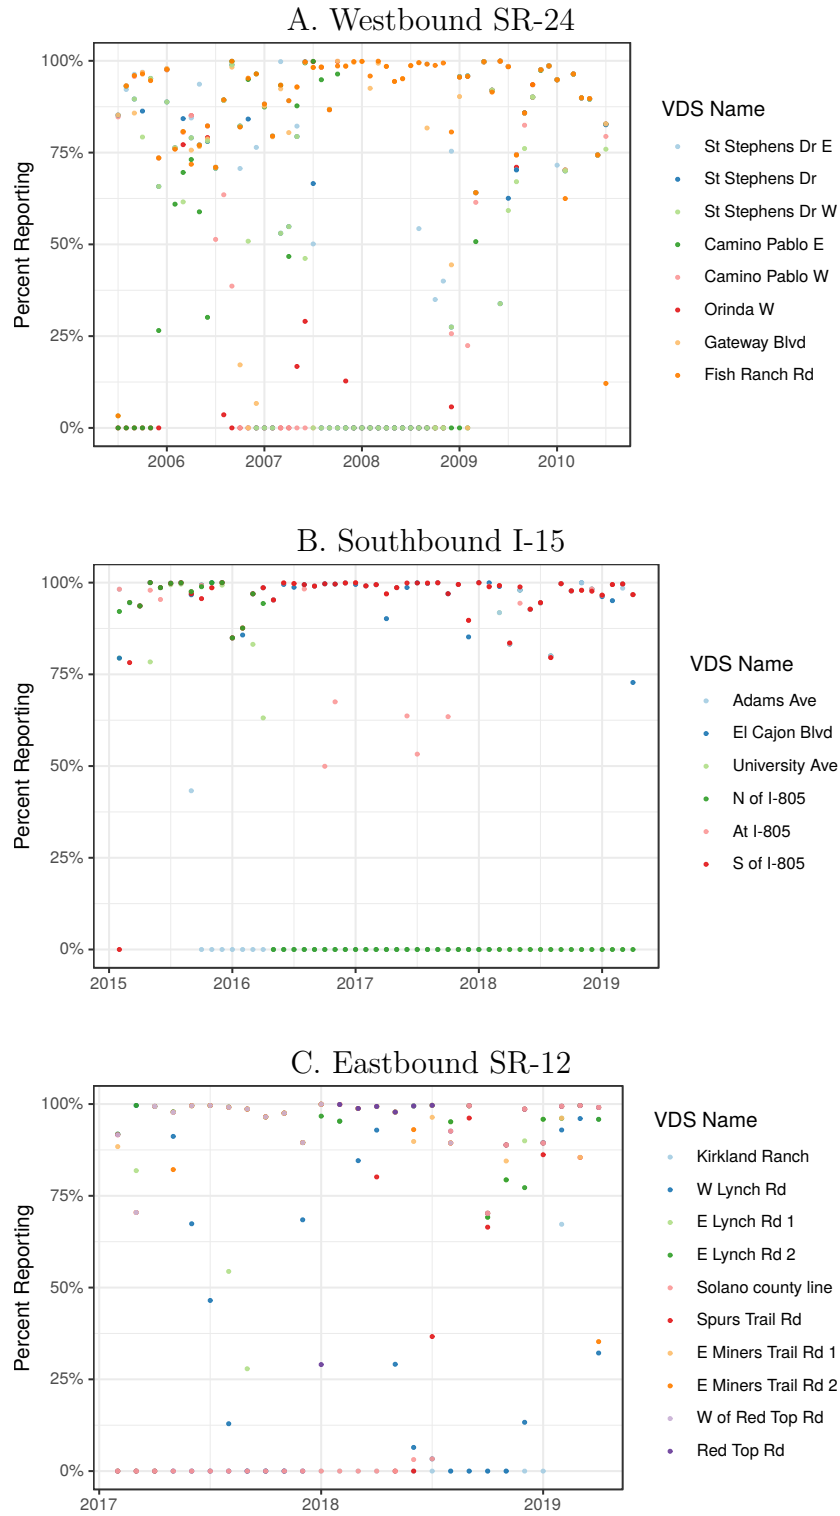 A. Westbound SR-24
100%
75%
50%
25%
0%
Percent Reporting
2006 2007 2008 2009 2010
VDS Name
St Stephens Dr E
St Stephens Dr
St Stephens Dr W
Camino Pablo E
Camino Pablo W
Orinda W
Gateway Blvd
Fish Ranch Rd
B. Southbound I-15
100%
75%
50%
25%
0%
Percent Reporting
2015 2016 2017 2018 2019
VDS Name
Adams Ave
El Cajon Blvd
University Ave
N of I-805
At I-805
S of I-805
C. Eastbound SR-12
100%
75%
50%
25%
0%
Percent Reporting
2017 2018 2019
VDS Name
Kirkland Ranch
W Lynch Rd
E Lynch Rd 1
E Lynch Rd 2
Solano county line
Spurs Trail Rd
E Miners Trail Rd 1
E Miners Trail Rd 2
W of Red Top Rd
Red Top Rd